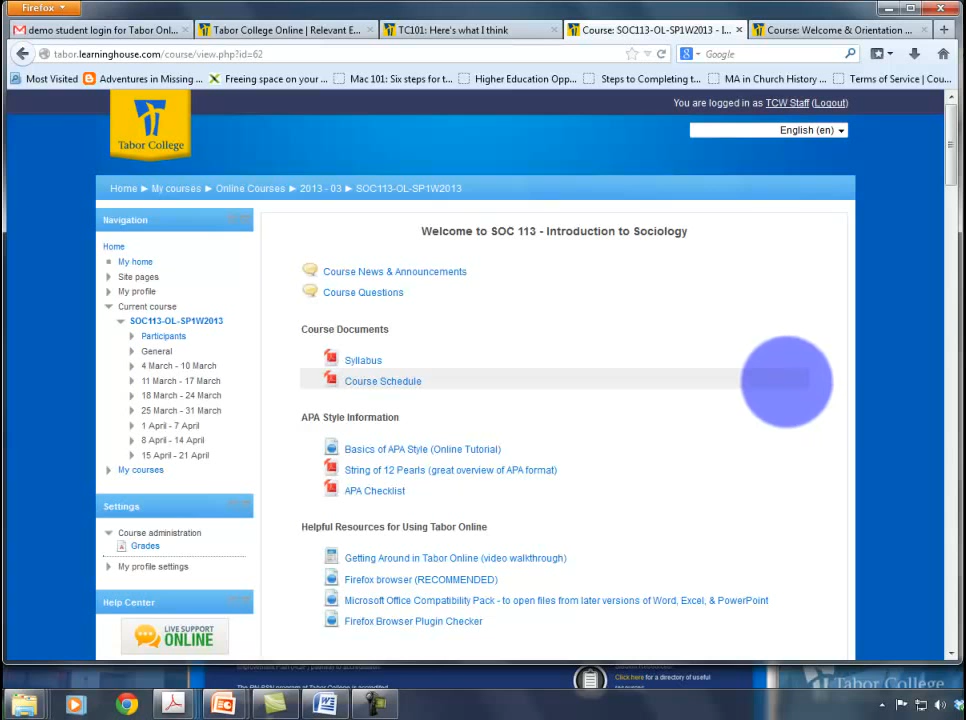 Firefox
demo student login for Tabor Onl...
Tabor College Online | Relevant E...
TC101: Here's what I think
Course: SOC113-OL-SP1W2013 - I...
Course: Welcome & Orientation ...
tabor.learninghouse.com/course/view.php?id=62
Google
Most Visited
Adventures in Missing ...
Freeing space on your ...
Mac 101: Six steps for t...
Higher Education Opp...
Steps to Completing t...
MA in Church History ...
Terms of Service | Cou...
You are logged in as TCW Staff (Logout)
Tabor College
English (en)
Home ► My courses ► Online Courses ► 2013 - 03 ► SOC113-OL-SP1W2013
Navigation
Home
My home
Site pages
My profile
Current course
SOC113-OL-SP1W2013
Participants
General
4 March - 10 March
11 March - 17 March
18 March - 24 March
25 March - 31 March
1 April - 7 April
8 April - 14 April
15 April - 21 April
My courses
Settings
Course administration
Grades
My profile settings
Help Center
LIVE SUPPORT
ONLINE
Welcome to SOC 113 - Introduction to Sociology
Course News & Announcements
Course Questions
Course Documents
Syllabus
Course Schedule
APA Style Information
Basics of APA Style (Online Tutorial)
String of 12 Pearls (great overview of APA format)
APA Checklist
Helpful Resources for Using Tabor Online
Getting Around in Tabor Online (video walkthrough)
Firefox browser (RECOMMENDED)
Microsoft Office Compatibility Pack - to open files from later versions of Word, Excel, & PowerPoint
Firefox Browser Plugin Checker
Click here for a directory of useful
Tabor College